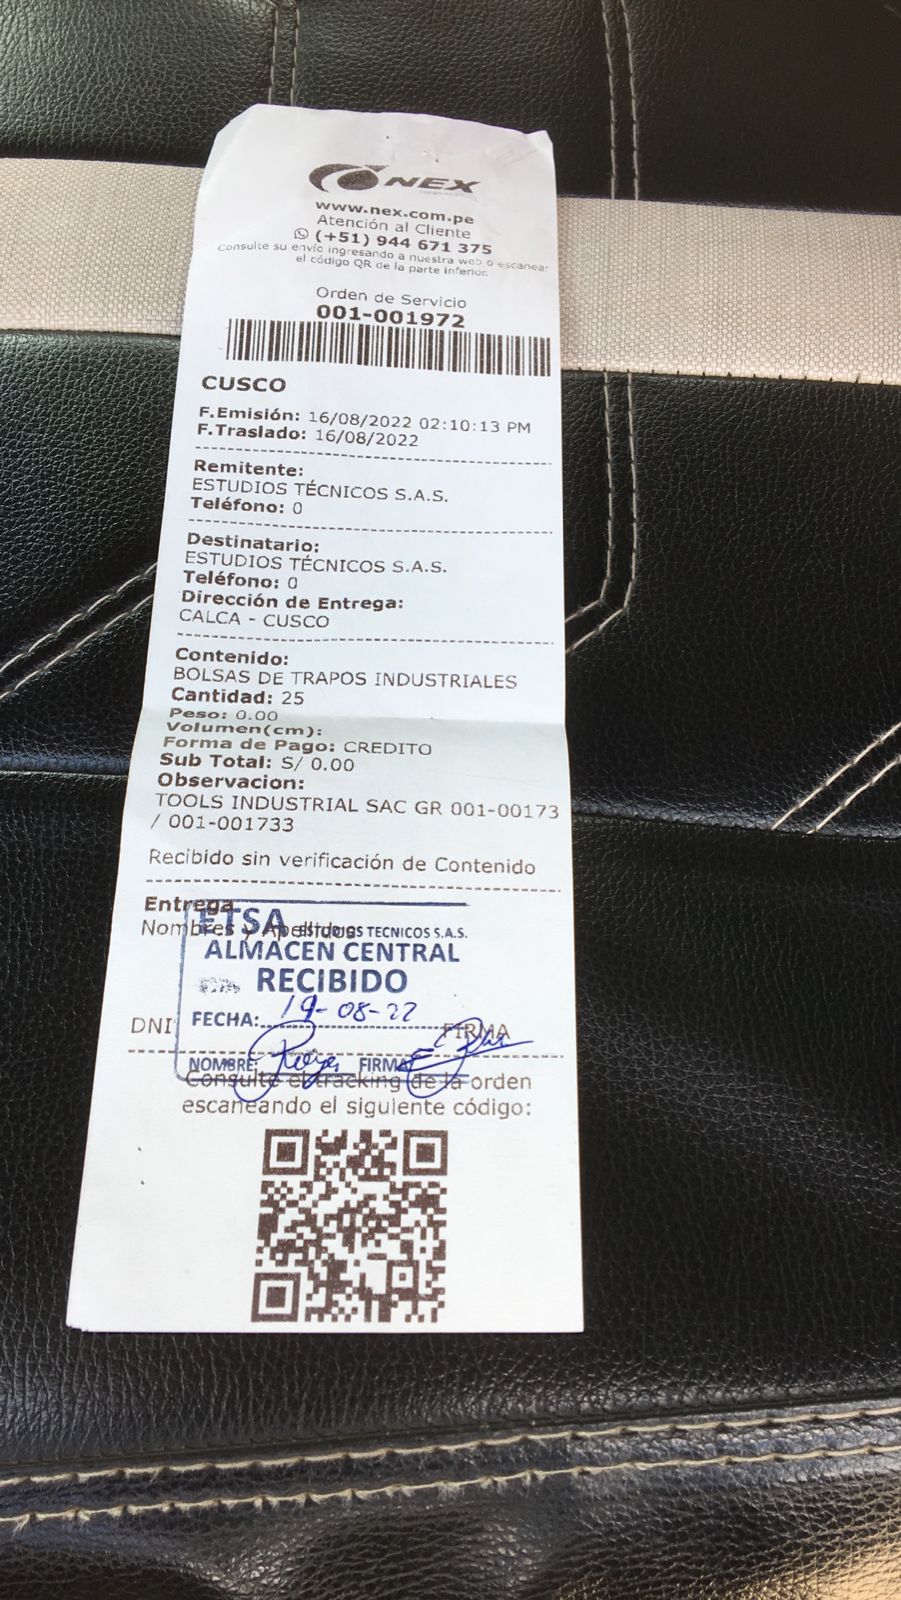 NEX
www.nex.com.pe
Atención al Cliente
(+51) 944 671 375
Consulte su envío ingresando a nuestra web o escanear
el código QR de la parte inferior.
Orden de Servicio
001-001972
CUSCO
F.Emisión: 16/08/2022 02:10:13 PM
F.Traslado: 16/08/2022
Remitente:
ESTUDIOS TÉCNICOS S.A.S.
Teléfono: 0
Destinatario:
ESTUDIOS TÉCNICOS S.A.S.
Teléfono: 0
Dirección de Entrega:
CALCA - CUSCO
Contenido:
BOLSAS DE TRAPOS INDUSTRIALES
Cantidad: 25
Peso: 0.00
Volumen(cm):
Forma de Pago: CREDITO
Sub Total: S/ 0.00
Observacion:
TOOLS INDUSTRIAL SAC GR 001-00173
/ 001-001733
Recibido sin verificación de Contenido
Entrega
Nombres y Apellidos
ETSA ESTUDIOS TECNICOS S.A.S.
ALMACEN CENTRAL
RECIBIDO
FECHA: 19-08-22
DNI
FIRMA
NOMBRE: FIRMA
Consulte el tracking de la orden
escaneando el siguiente código: